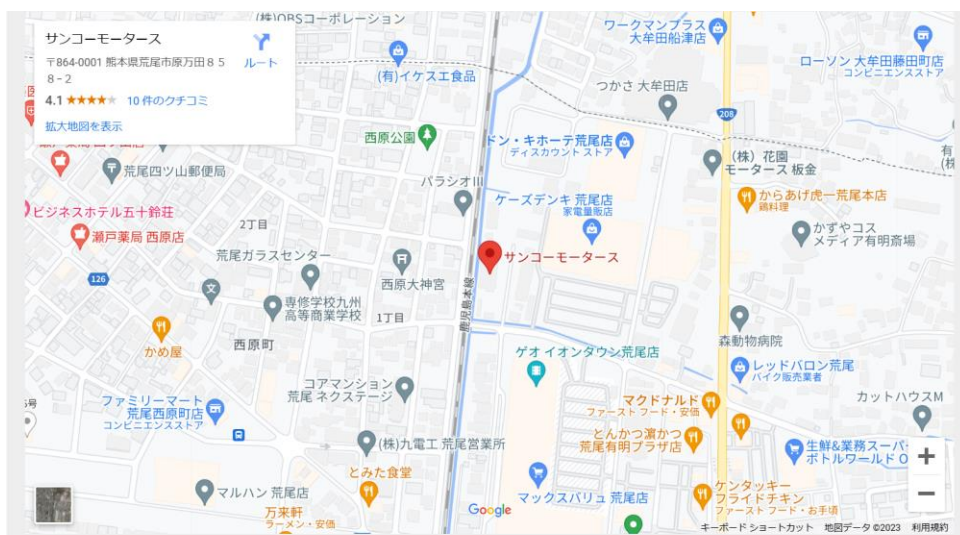 サンコーモータース
〒864-0001 熊本県荒尾市原万田８５
８−２
ルート
4.1 ★★★★★ 10 件のクチコミ
拡大地図を表示
(株)QBSコーポレーション
ワークマンプラス
大牟田船津店
ローソン 大牟田藤田町店
コンビニエンスストア
(有)イケスエ食品
つかさ 大牟田店
208
西原公園
ドン・キホーテ荒尾店
ディスカウント ストア
(株）花園
モータース 板金
荒尾四ツ山郵便局
パラシオIII
ケーズデンキ 荒尾店
家電量販店
からあげ虎一荒尾本店
鶏料理
ビジネスホテル五十鈴荘
2丁目
瀬戸薬局 西原店
かずやコス
メディア有明斎場
荒尾ガラスセンター
サンコーモータース
126
文
西原大神宮
鹿児島本線
専修学校九州
高等商業学校
1丁目
かめ屋
西原町
森動物病院
ゲオ イオンタウン荒尾店
レッドバロン荒尾
バイク販売業者
コアマンション
荒尾 ネクステージ
マクドナルド
ファースト フード・安価
カットハウスM
ファミリーマート
荒尾西原町店
コンビニエンスストア
とんかつ濵かつ
荒尾有明プラザ店
(株)九電工 荒尾営業所
生鮮&業務スーパー
ボトルワールド O
とみた食堂
マルハン 荒尾店
マックスバリュ 荒尾店
ケンタッキー
フライドチキン
ファースト フード・お手頃
万来軒
ラーメン・安価
Google
キーボード ショートカット 地図データ ©2023 利用規約